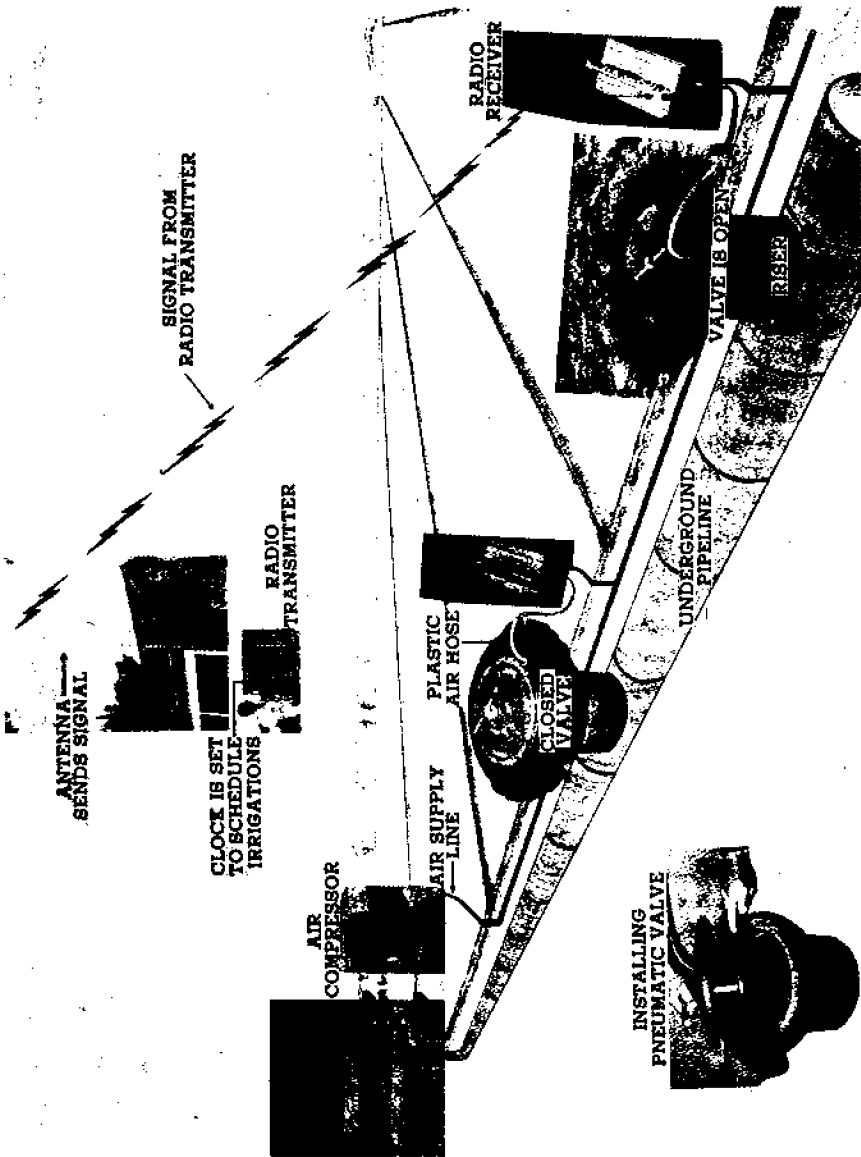 ANTENNA
SENDS SIGNAL
SIGNAL FROM
RADIO TRANSMITTER
CLOCK IS SET
TO SCHEDULE
IRRIGATIONS
RADIO
TRANSMITTER
RADIO
RECEIVER
AIR
COMPRESSOR
AIR SUPPLY
LINE
PLASTIC
AIR HOSE
CLOSED
VALVE
VALVE IS OPEN
RISER
UNDERGROUND
PIPELINE
INSTALLING
PNEUMATIC VALVE